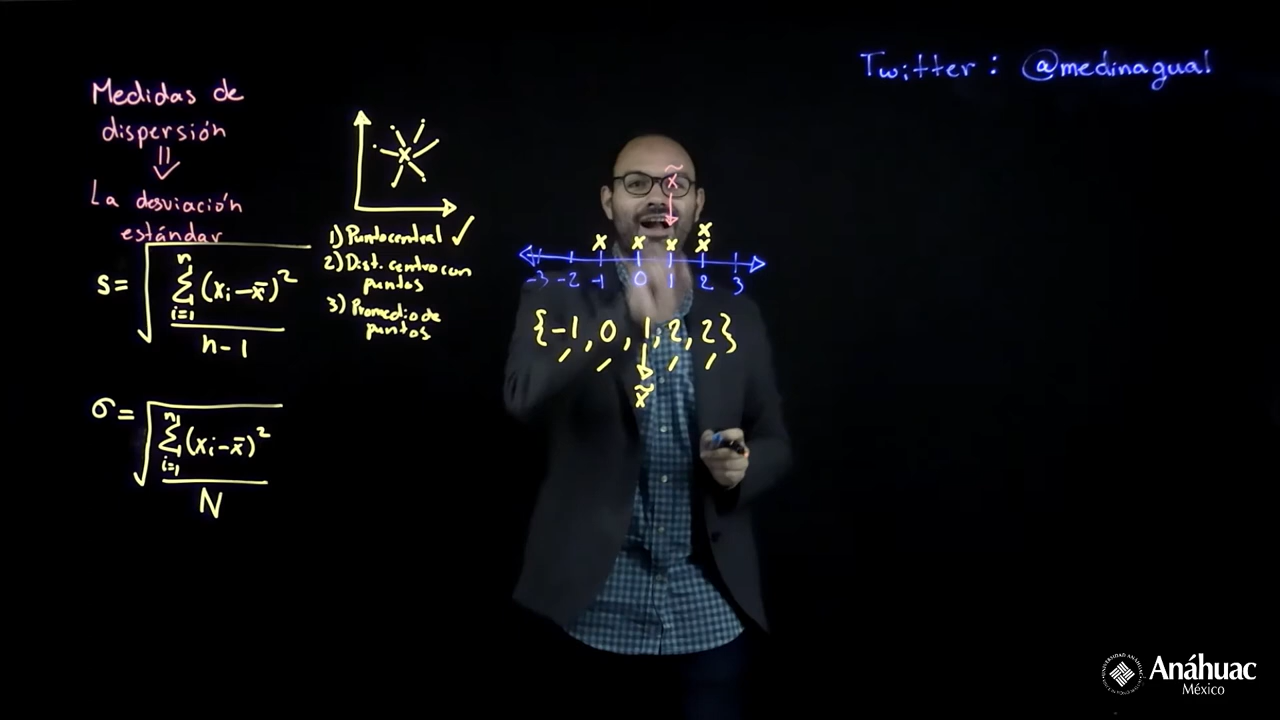 Twitter: @medinagual
Medidas de
dispersión
La desviación
estándar
s = √(∑ i=1 n (xᵢ - x̄)² / n-1)
σ = √(∑ i=1 n (xᵢ - x̄)² / N)
x
1) Punto central ✓
2) Dist. centro con
puntos
3) Promedio de
puntos
x̃
x
x x x x
-3 -2 -1 0 1 2 3
{-1, 0, 1, 2, 2}
x̃
Anáhuac
México